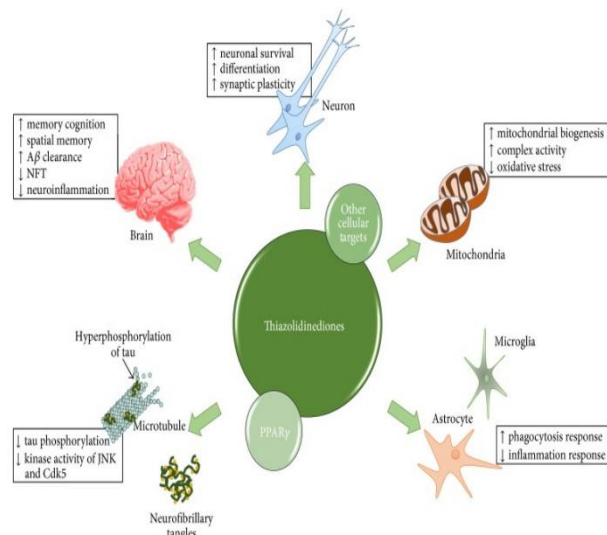 ↑ neuronal survival
↑ differentiation
↑ synaptic plasticity
Neuron
↑ memory cognition
↑ spatial memory
↑ Aβ clearance
↓ NFT
↓ neuroinflammation
Brain
↑ mitochondrial biogenesis
↑ complex activity
↓ oxidative stress
Mitochondria
Other
cellular
targets
Thiazolidinediones
PPARγ
Hyperphosphorylation
of tau
Microtubule
↓ tau phosphorylation
↓ kinase activity of JNK
and Cdk5
Neurofibrillary
tangles
Microglia
Astrocyte
↑ phagocytosis response
↓ inflammation response